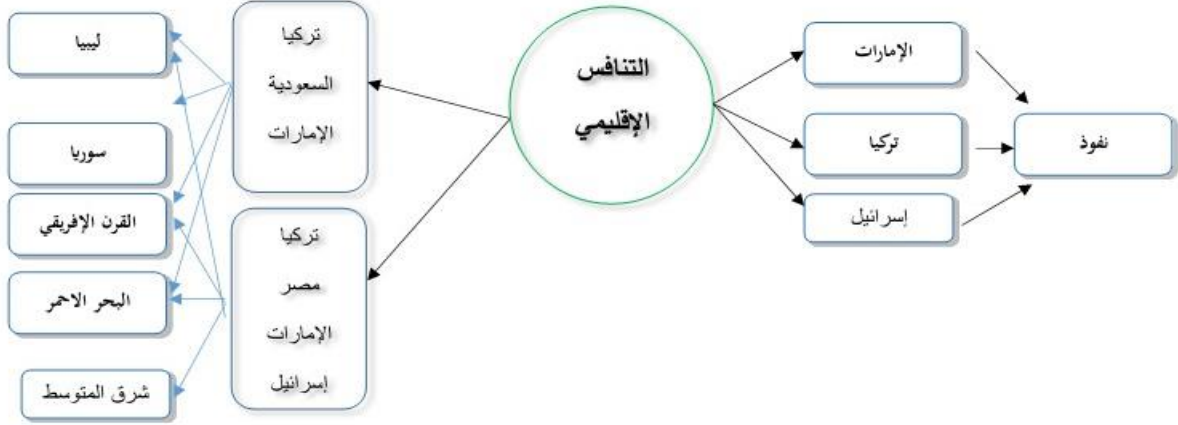 الإمارات
تركيا
إسرائيل
نفوذ
التنافس
الإقليمي
تركيا
السعودية
الإمارات
تركيا
مصر
الإمارات
إسرائيل
ليبيا
سوريا
القرن الإفريقي
البحر الاحمر
شرق المتوسط